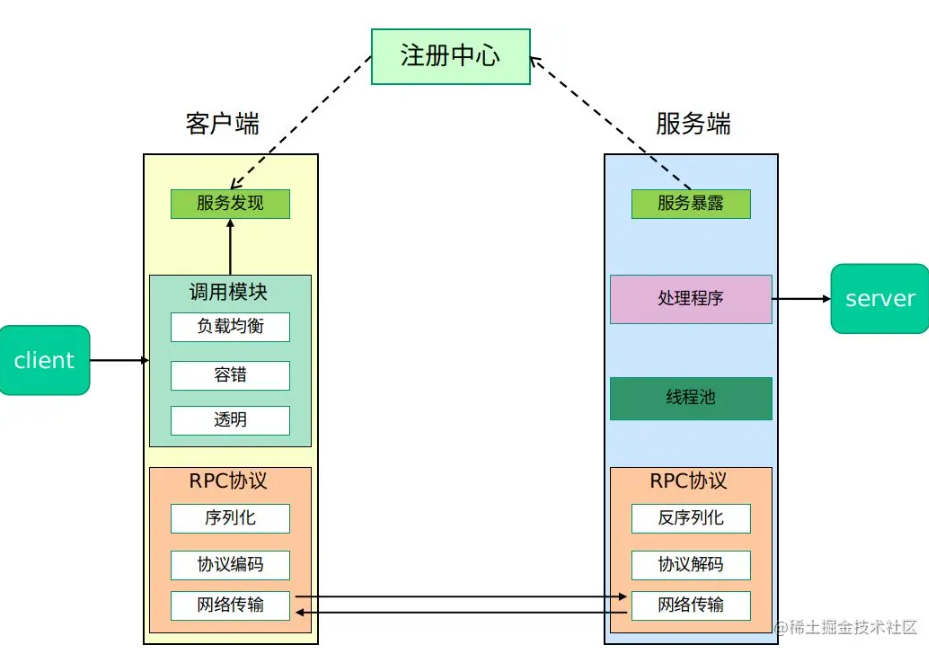 注册中心
客户端
服务端
服务发现
服务暴露
调用模块
负载均衡
容错
透明
处理程序
线程池
client
server
RPC协议
序列化
协议编码
网络传输
RPC协议
反序列化
协议解码
网络传输
@稀土掘金技术社区